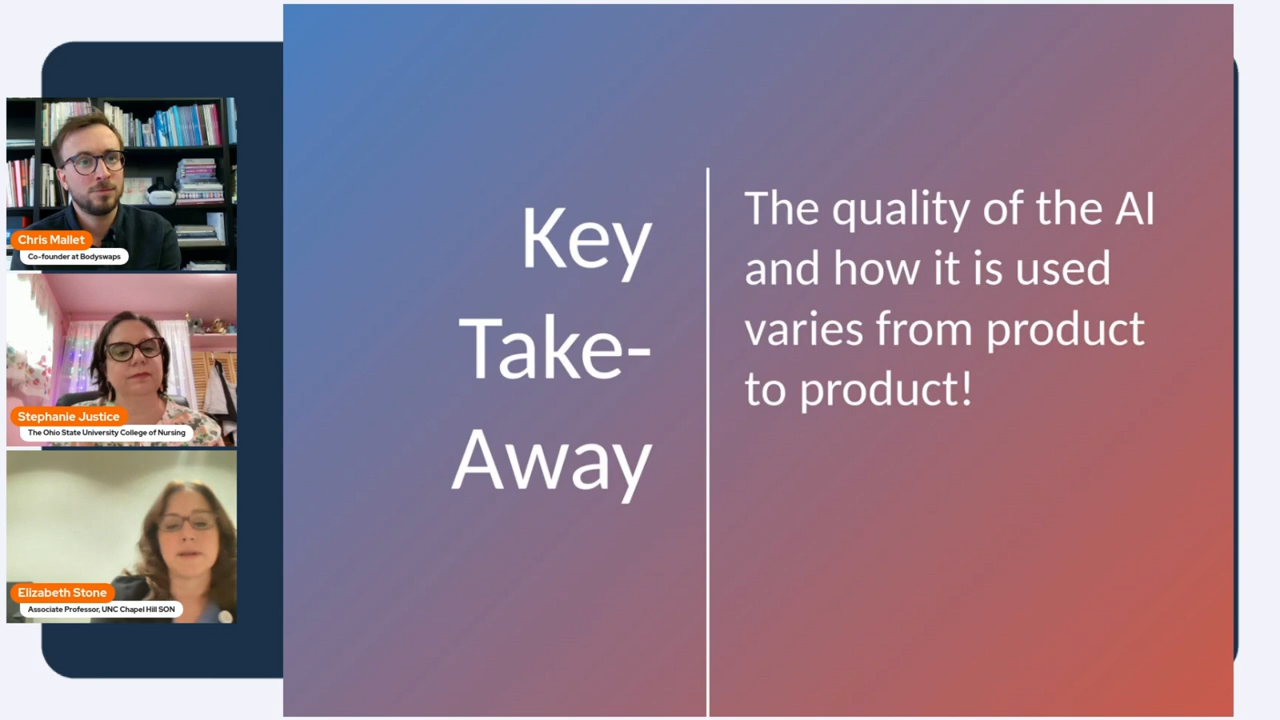 Chris Mallet
Co-founder at Bodyswaps
Stephanie Justice
The Ohio State University College of Nursing
Elizabeth Stone
Associate Professor, UNC Chapel Hill SON
Key
Take-
Away
The quality of the AI
and how it is used
varies from product
to product!